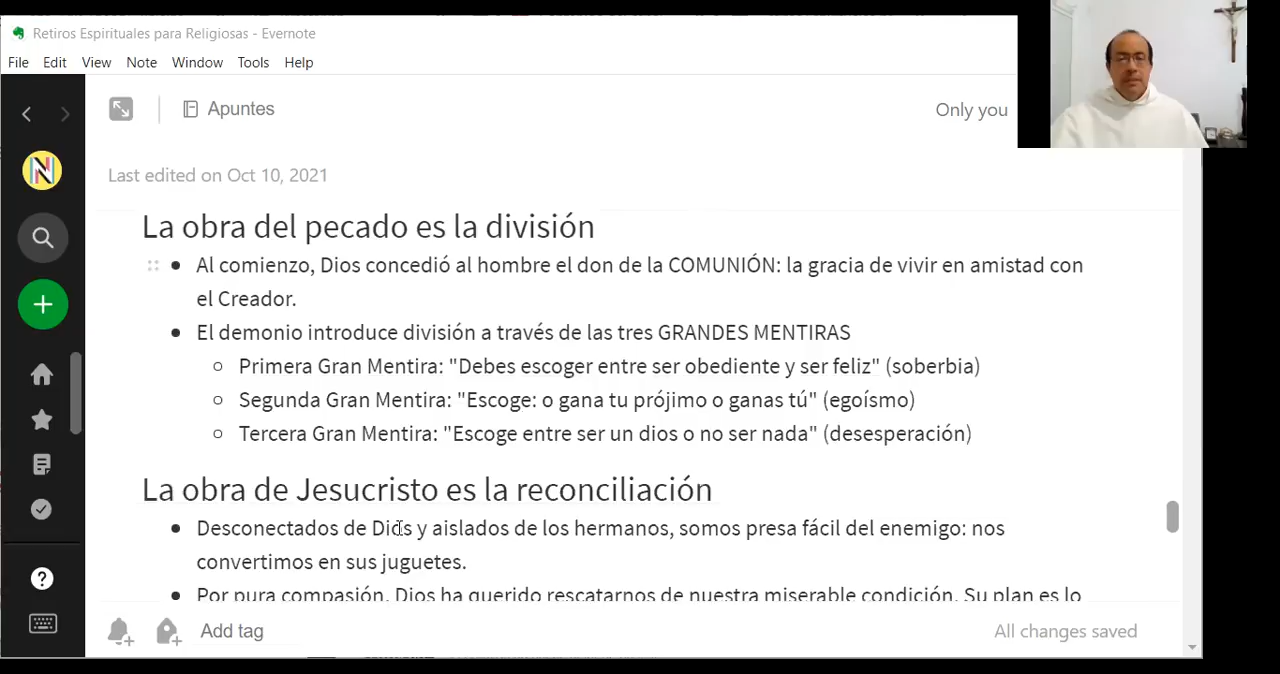 Retiros Espirituales para Religiosas - Evernote
File Edit View Note Window Tools Help
Apuntes
Only you
Last edited on Oct 10, 2021
La obra del pecado es la división
Al comienzo, Dios concedió al hombre el don de la COMUNIÓN: la gracia de vivir en amistad con
el Creador.
El demonio introduce división a través de las tres GRANDES MENTIRAS
Primera Gran Mentira: "Debes escoger entre ser obediente y ser feliz" (soberbia)
Segunda Gran Mentira: "Escoge: o gana tu prójimo o ganas tú" (egoísmo)
Tercera Gran Mentira: "Escoge entre ser un dios o no ser nada" (desesperación)
La obra de Jesucristo es la reconciliación
Desconectados de Dios y aislados de los hermanos, somos presa fácil del enemigo: nos
convertimos en sus juguetes.
Por pura compasión, Dios ha querido rescatarnos de nuestra miserable condición. Su plan es lo
Add tag
All changes saved